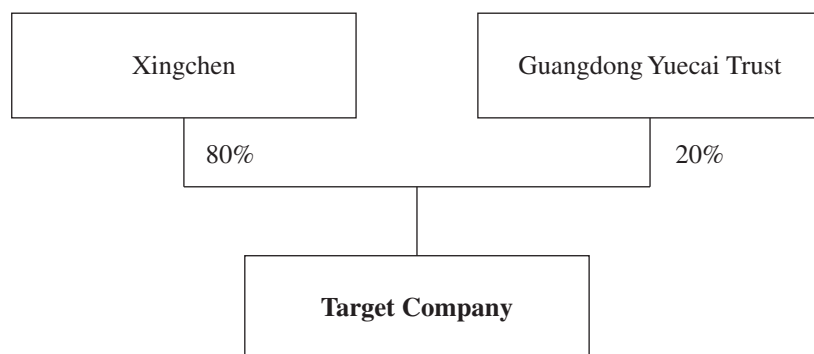 Xingchen
Guangdong Yuecai Trust
80%
20%
Target Company